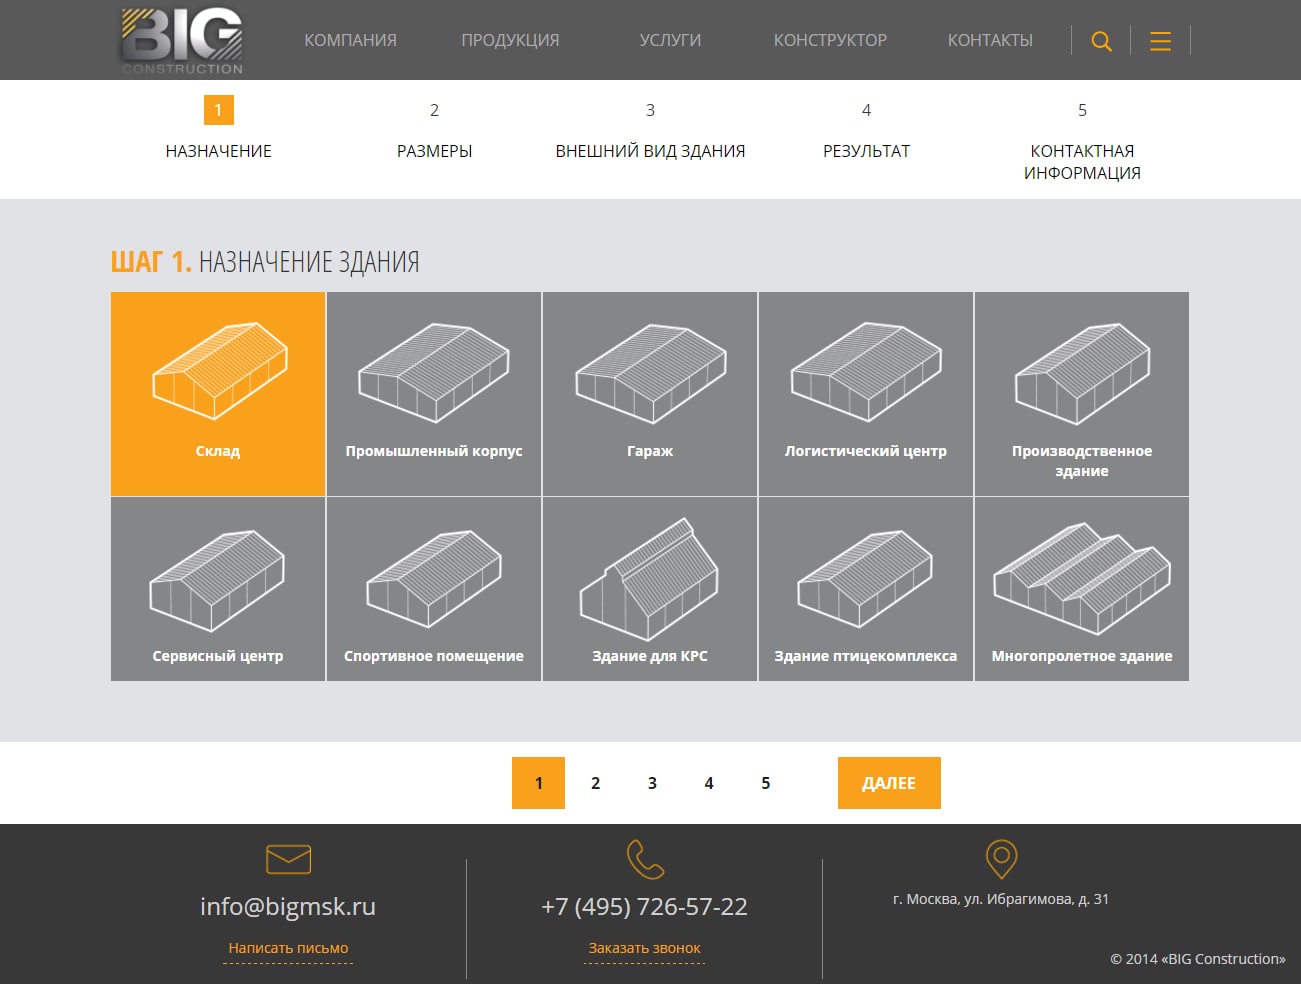 BIG
CONSTRUCTION
КОМПАНИЯ
ПРОДУКЦИЯ
УСЛУГИ
КОНСТРУКТОР
КОНТАКТЫ
1
НАЗНАЧЕНИЕ
2
РАЗМЕРЫ
3
ВНЕШНИЙ ВИД ЗДАНИЯ
4
РЕЗУЛЬТАТ
5
КОНТАКТНАЯ
ИНФОРМАЦИЯ
ШАГ 1. НАЗНАЧЕНИЕ ЗДАНИЯ
Склад
Промышленный корпус
Гараж
Логистический центр
Производственное
здание
Сервисный центр
Спортивное помещение
Здание для КРС
Здание птицекомплекса
Многопролетное здание
1
2
3
4
5
ДАЛЕЕ
info@bigmsk.ru
Написать письмо
+7 (495) 726-57-22
Заказать звонок
г. Москва, ул. Ибрагимова, д. 31
© 2014 «BIG Construction»